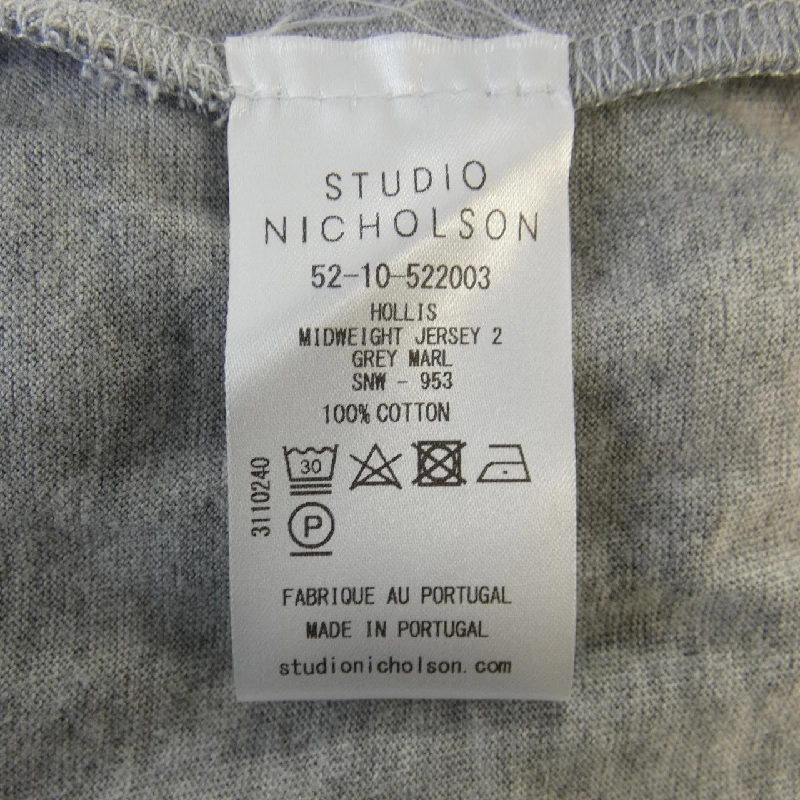 STUDIO
NICHOLSON
52-10-522003
HOLLIS
MIDWEIGHT JERSEY 2
GREY MARL
SNW - 953
100% COTTON
3110240
30
P
FABRIQUE AU PORTUGAL
MADE IN PORTUGAL
studionicholson.com